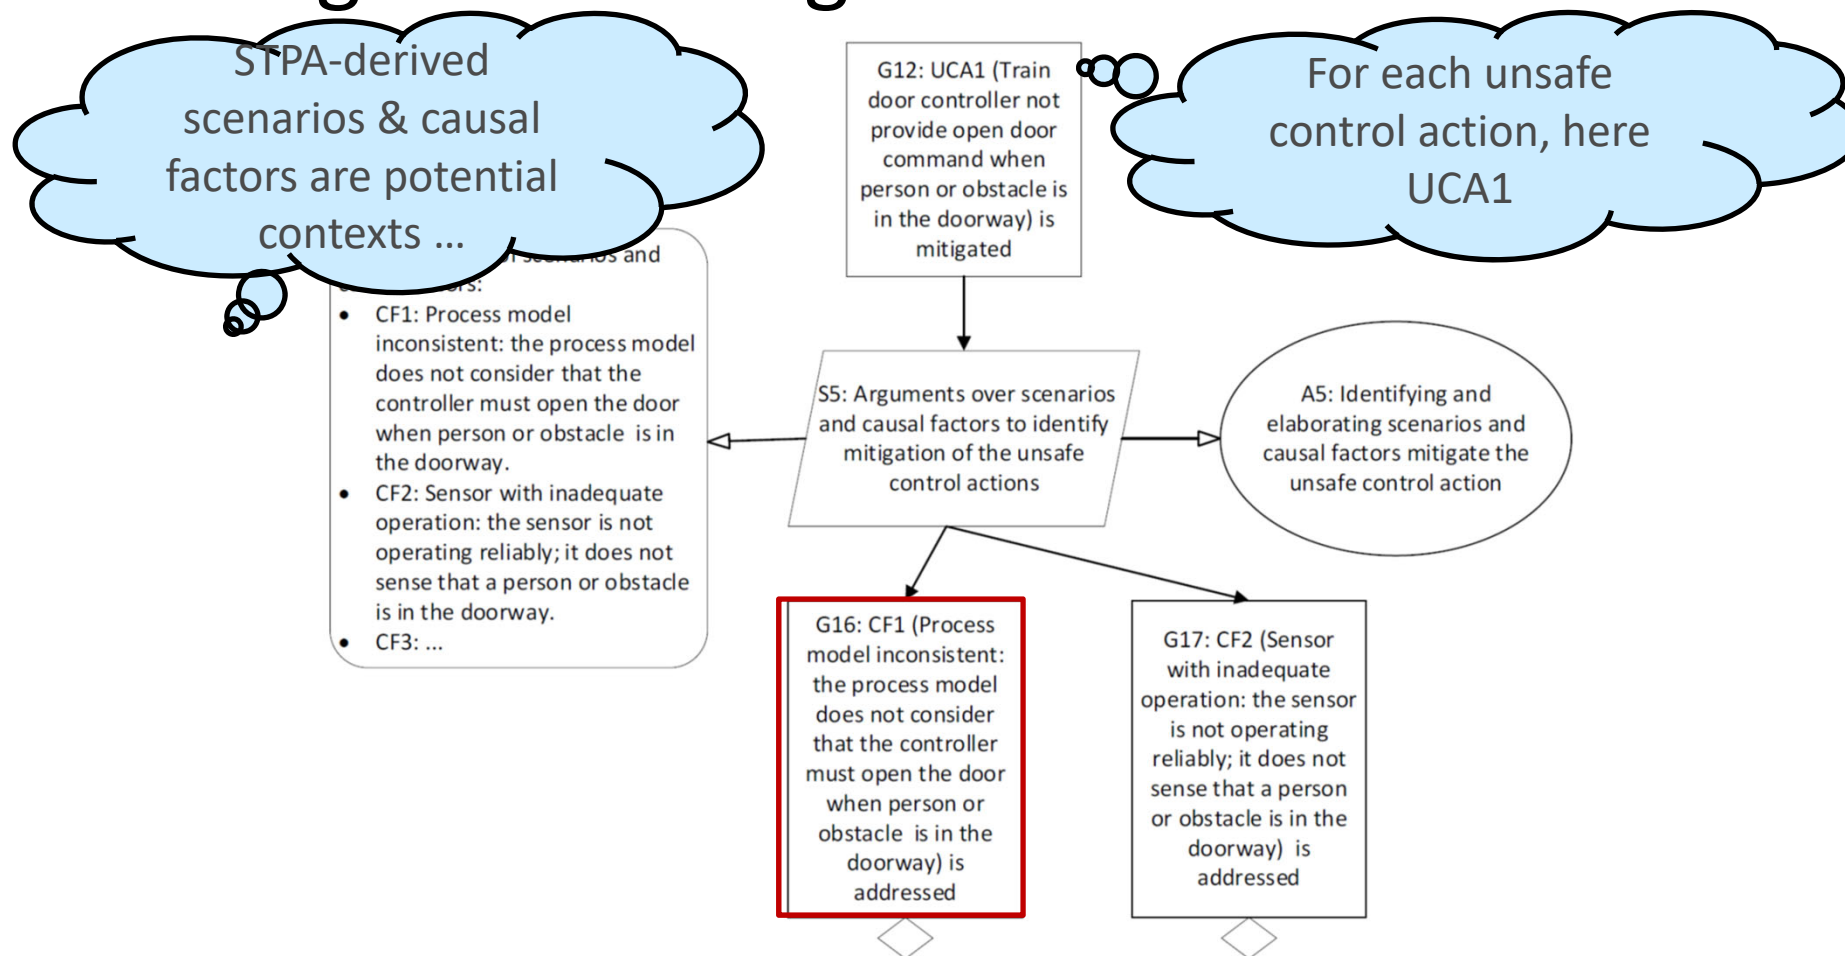 STPA-derived
scenarios & causal
factors are potential
contexts ...
For each unsafe
control action, here
UCA1
G12: UCA1 (Train
door controller not
provide open door
command when
person or obstacle is
in the doorway) is
mitigated
scenarios and
CF1: Process model
inconsistent: the process model
does not consider that the
controller must open the door
when person or obstacle is in
the doorway.
CF2: Sensor with inadequate
operation: the sensor is not
operating reliably; it does not
sense that a person or obstacle
is in the doorway.
CF3: ...
S5: Arguments over scenarios
and causal factors to identify
mitigation of the unsafe
control actions
A5: Identifying and
elaborating scenarios and
causal factors mitigate the
unsafe control action
G16: CF1 (Process
model inconsistent:
the process model
does not consider
that the controller
must open the door
when person or
obstacle is in the
doorway) is
addressed
G17: CF2 (Sensor
with inadequate
operation: the sensor
is not operating
reliably; it does not
sense that a person
or obstacle is in the
doorway) is
addressed